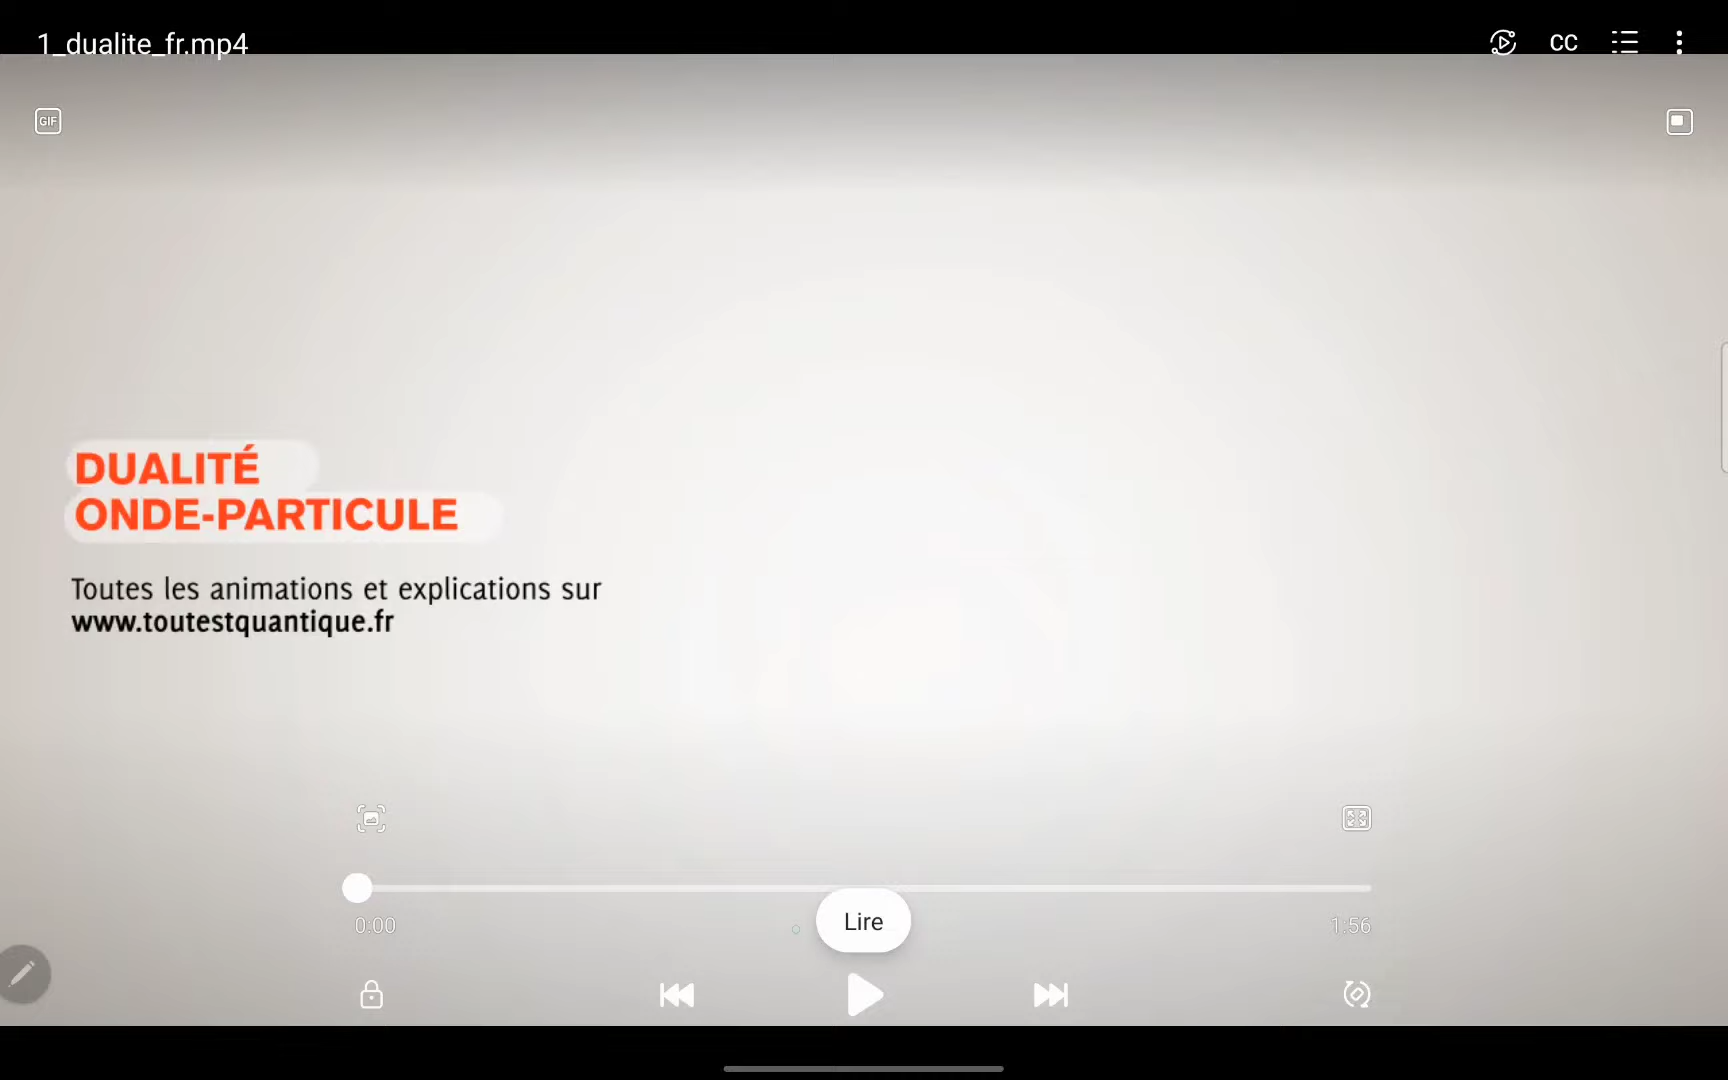 1_dualite_fr.mp4
CC
GIF
DUALITÉ
ONDE-PARTICULE
Toutes les animations et explications sur
www.toutestquantique.fr
0:00
Lire
1:56